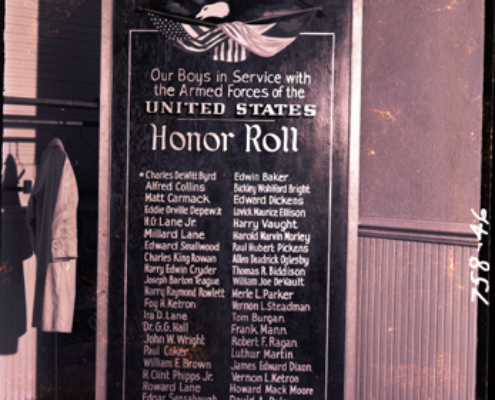 Our Boys in Service with
the Armed Forces of the
UNITED STATES
Honor Roll
*Charles DeWitt Byrd
Alfred Collins
Matt Carmack
Eddie Orville Depew Jr.
H.O. Lane Jr.
Millard Lane
Edward Smallwood
Charles King Rowan
Harry Edwin Cryder
Joseph Barton Teague
Harry Raymond Rowlett
Foy H. Ketron
Ira D. Lane
Dr. G.G. Hall
John W. Wright
Paul Coker
William E. Brown
H. Clint Phipps Jr.
Howard Lane
Edgar Sensabaugh
Edwin Baker
Bickley Wohlford Bright
Edward Dickens
Lovick Maurice Ellison
Harry Vaught
Harold Marvin Morley
Paul Hubert Pickens
Allen Deadrick Oglesby
Thomas R. Biddison
William Joe DeVault
Merle L. Parker
Vernon L. Steadman
Tom Burgan
Frank Mann
Robert F. Ragan
Luthur Martin
James Edward Dixon
Vernon L. Ketron
Howard Mack Moore
David A.
758-46